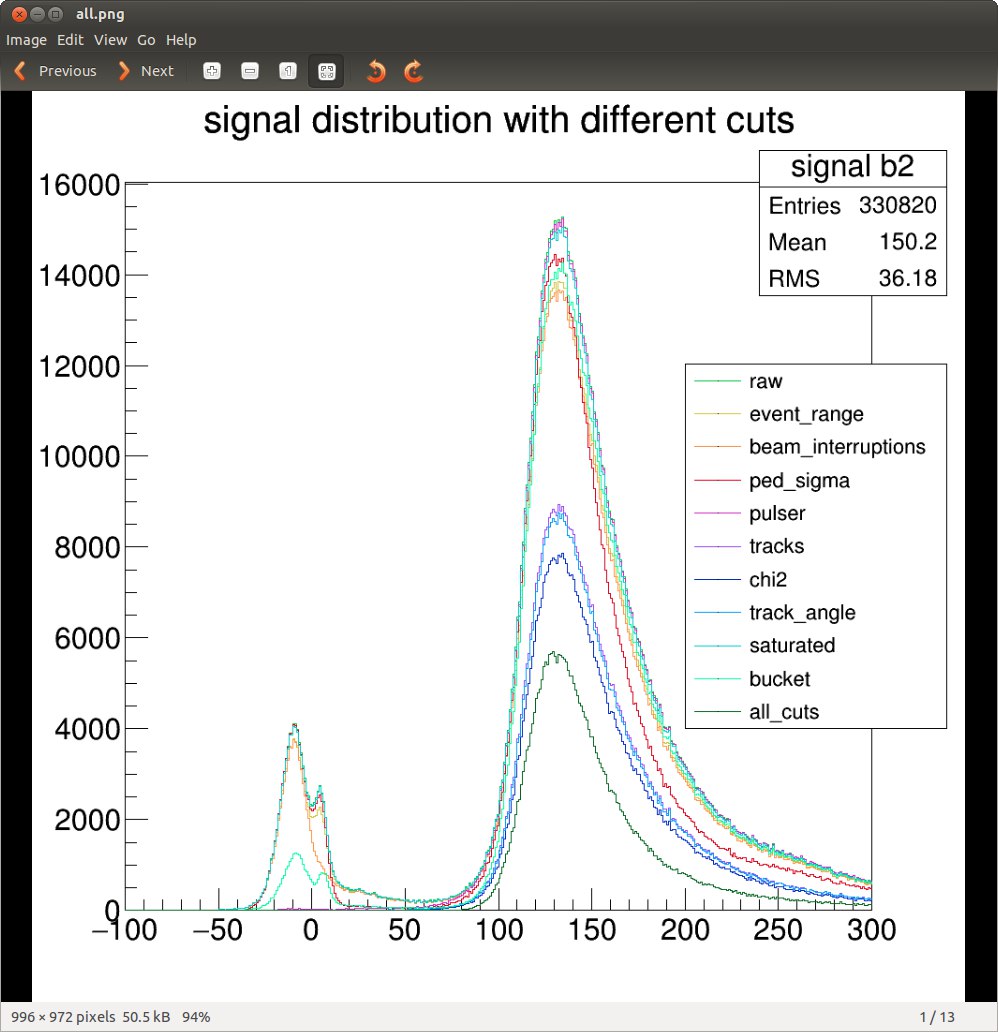 all.png
Image Edit View Go Help
Previous Next
signal distribution with different cuts
signal b2
Entries 330820
Mean 150.2
RMS 36.18
16000
14000
12000
10000
8000
6000
4000
2000
0
raw
event_range
beam_interruptions
ped_sigma
pulser
tracks
chi2
track_angle
saturated
bucket
all_cuts
−100 −50 0 50 100 150 200 250 300
996 × 972 pixels 50.5 kB 94% 1 / 13